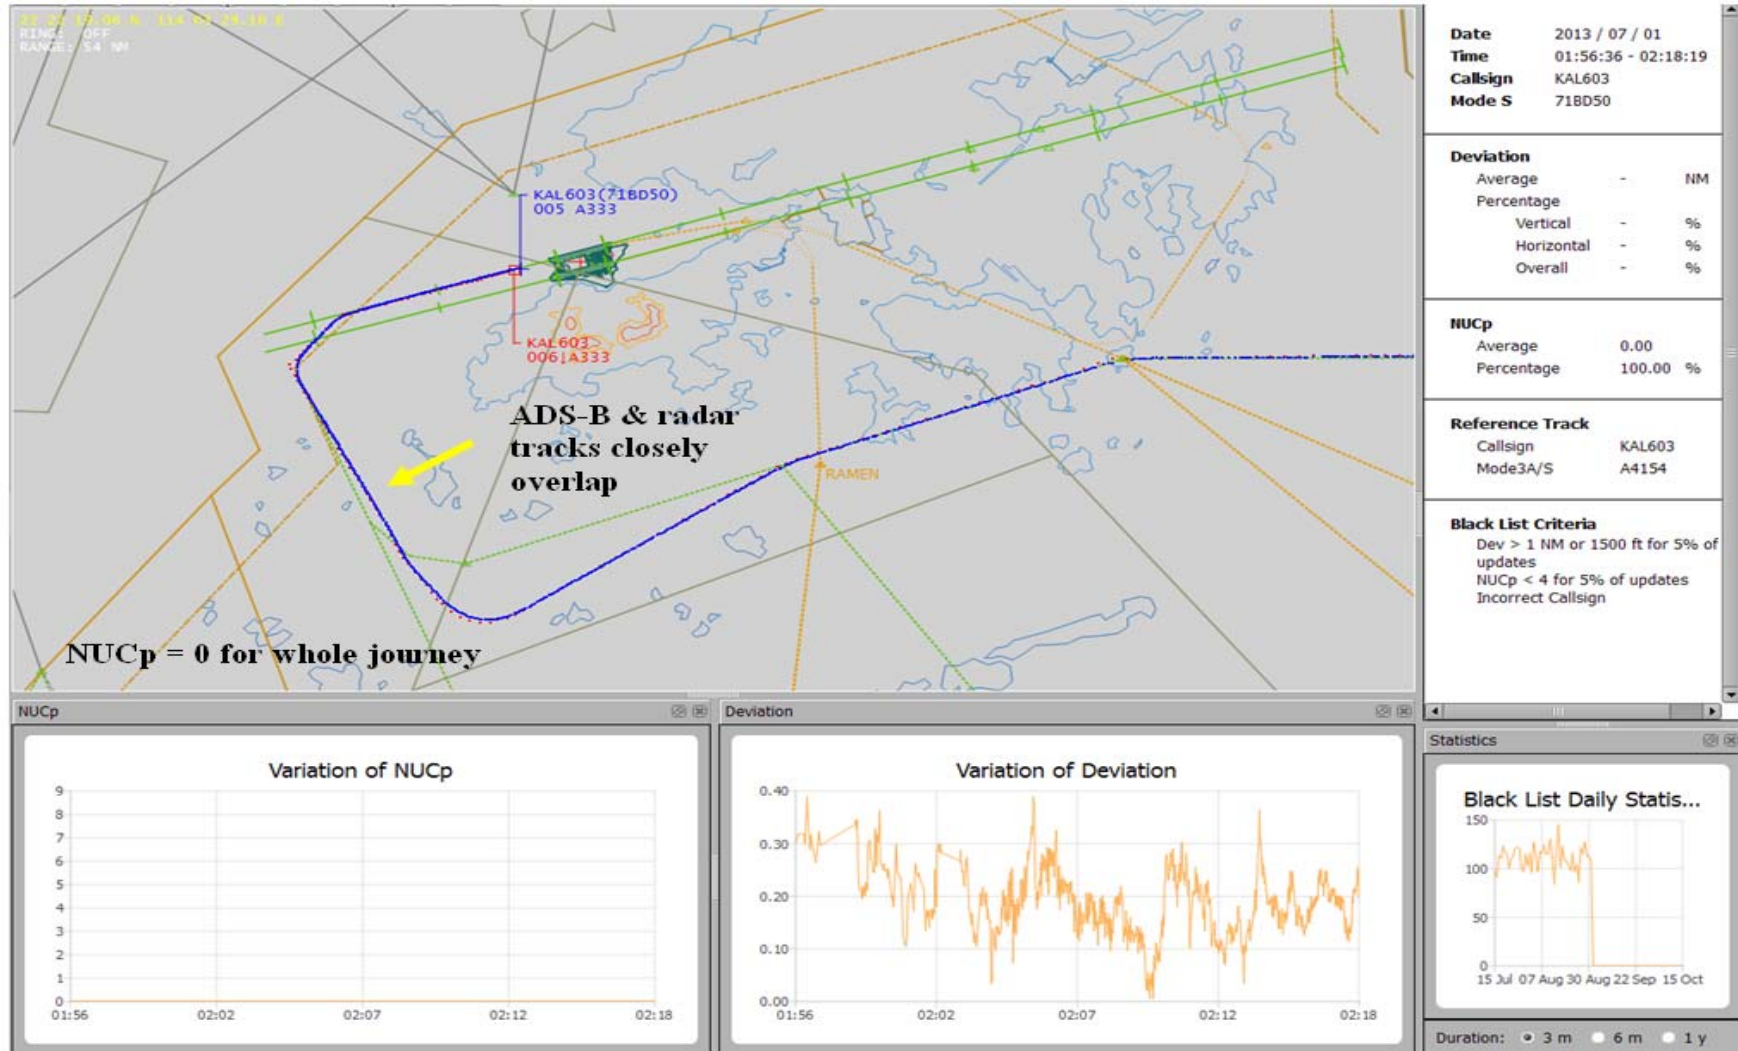 RING: OFF
RANGE: 54 NM
KAL603(71BD50)
005 A333
KAL603
006↓A333
ADS-B & radar
tracks closely
overlap
RAMEN
NUCp = 0 for whole journey
Date 2013 / 07 / 01
Time 01:56:36 - 02:18:19
Callsign KAL603
Mode S 71BD50
Deviation
Average - NM
Percentage
Vertical - %
Horizontal - %
Overall - %
NUCp
Average 0.00
Percentage 100.00 %
Reference Track
Callsign KAL603
Mode3A/S A4154
Black List Criteria
Dev > 1 NM or 1500 ft for 5% of
updates
NUCp < 4 for 5% of updates
Incorrect Callsign
NUCp
Variation of NUCp
9
8
7
6
5
4
3
2
1
0
01:56 02:02 02:07 02:12 02:18
Deviation
Variation of Deviation
0.40
0.30
0.20
0.10
0.00
01:56 02:02 02:07 02:12 02:18
Statistics
Black List Daily Statis...
150
100
50
0
15 Jul 07 Aug 30 Aug 22 Sep 15 Oct
Duration: 3 m 6 m 1 y